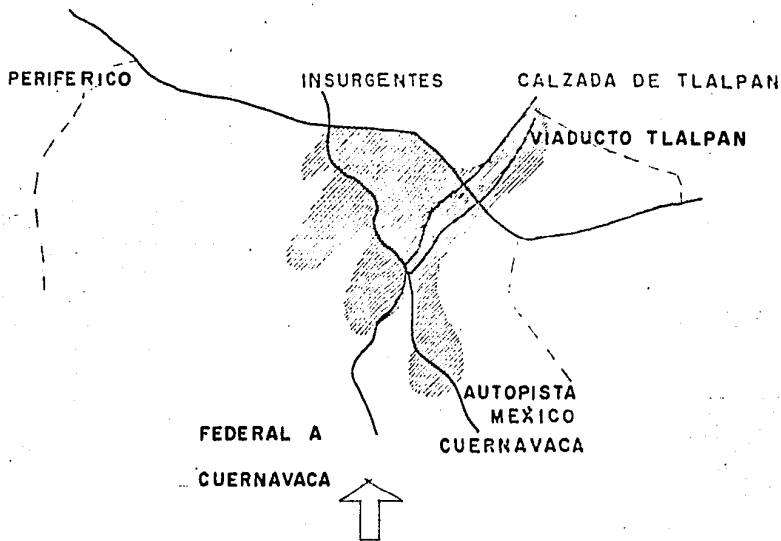 PERIFERICO
INSURGENTES
CALZADA DE TLALPAN
VIADUCTO TLALPAN
AUTOPISTA
MEXICO
CUERNAVACA
FEDERAL A
CUERNAVACA